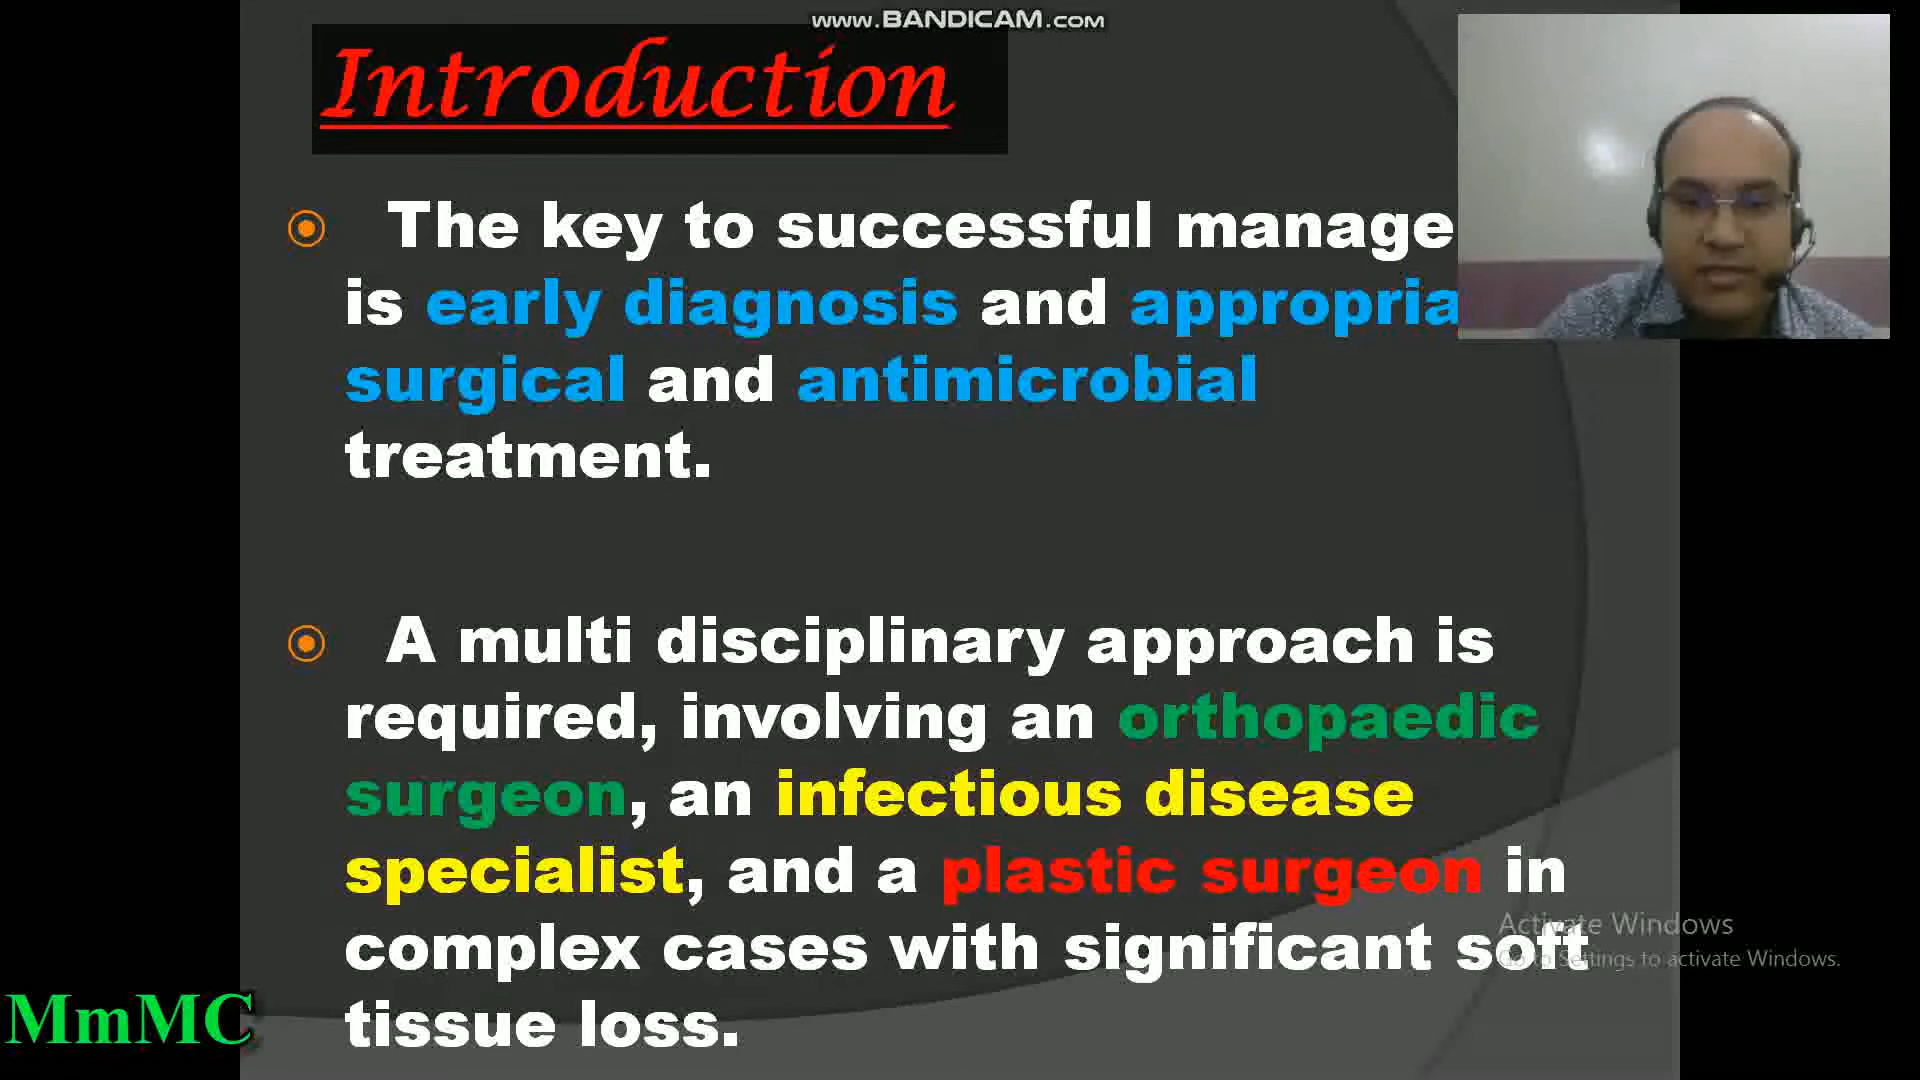 www.BANDICAM.com
Introduction
The key to successful manage
is early diagnosis and appropria
surgical and antimicrobial
treatment.
A multi disciplinary approach is
required, involving an orthopaedic
surgeon, an infectious disease
specialist, and a plastic surgeon in
complex cases with significant soft
tissue loss.
Activate Windows
Go to Settings to activate Windows.
MmMC